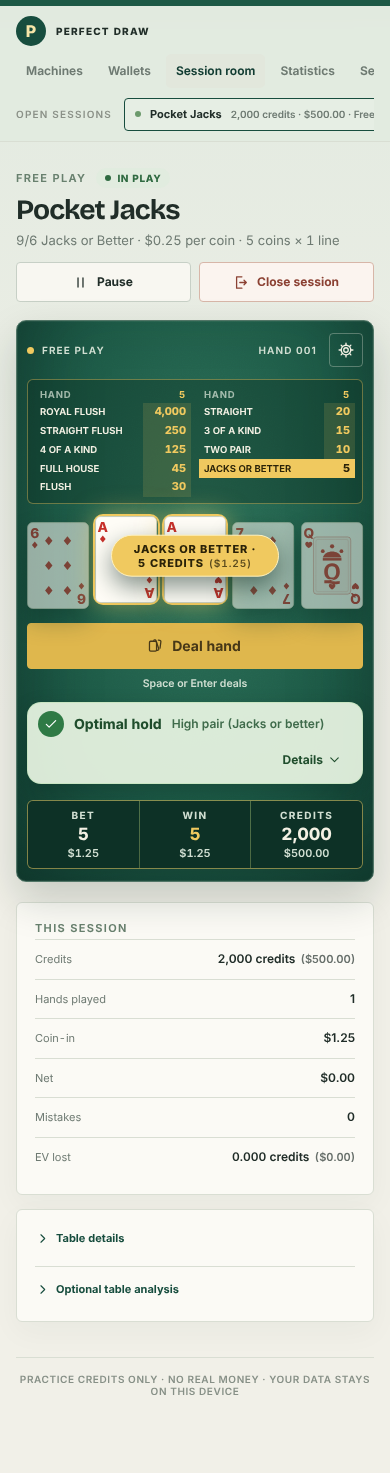 P PERFECT DRAW
Machines Wallets Session room Statistics Se
OPEN SESSIONS Pocket Jacks 2,000 credits · $500.00 · Free
FREE PLAY IN PLAY
Pocket Jacks
9/6 Jacks or Better · $0.25 per coin · 5 coins × 1 line
Pause Close session
FREE PLAY HAND 001
HAND 5 HAND 5
ROYAL FLUSH 4,000 STRAIGHT 20
STRAIGHT FLUSH 250 3 OF A KIND 15
4 OF A KIND 125 TWO PAIR 10
FULL HOUSE 45 JACKS OR BETTER 5
FLUSH 30
6 A A 7 Q
JACKS OR BETTER ·
5 CREDITS ($1.25)
Q
6 A A 7 Q
Deal hand
Space or Enter deals
Optimal hold High pair (Jacks or better)
Details
BET WIN CREDITS
5 5 2,000
$1.25 $1.25 $500.00
THIS SESSION
Credits 2,000 credits ($500.00)
Hands played 1
Coin-in $1.25
Net $0.00
Mistakes 0
EV lost 0.000 credits ($0.00)
Table details
Optional table analysis
PRACTICE CREDITS ONLY · NO REAL MONEY · YOUR DATA STAYS
ON THIS DEVICE